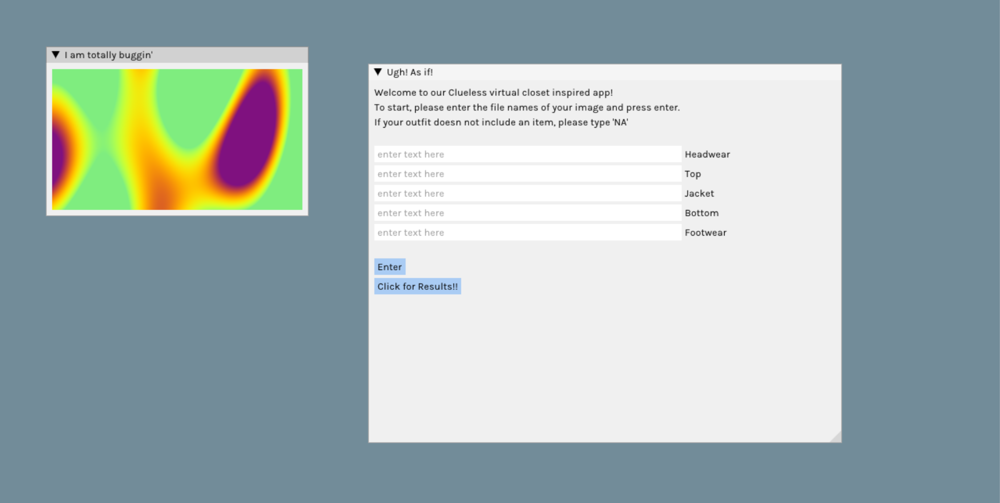 I am totally buggin'
Ugh! As if!
Welcome to our Clueless virtual closet inspired app!
To start, please enter the file names of your image and press enter.
If your outfit doesn not include an item, please type 'NA'
enter text here Headwear
enter text here Top
enter text here Jacket
enter text here Bottom
enter text here Footwear
Enter
Click for Results!!